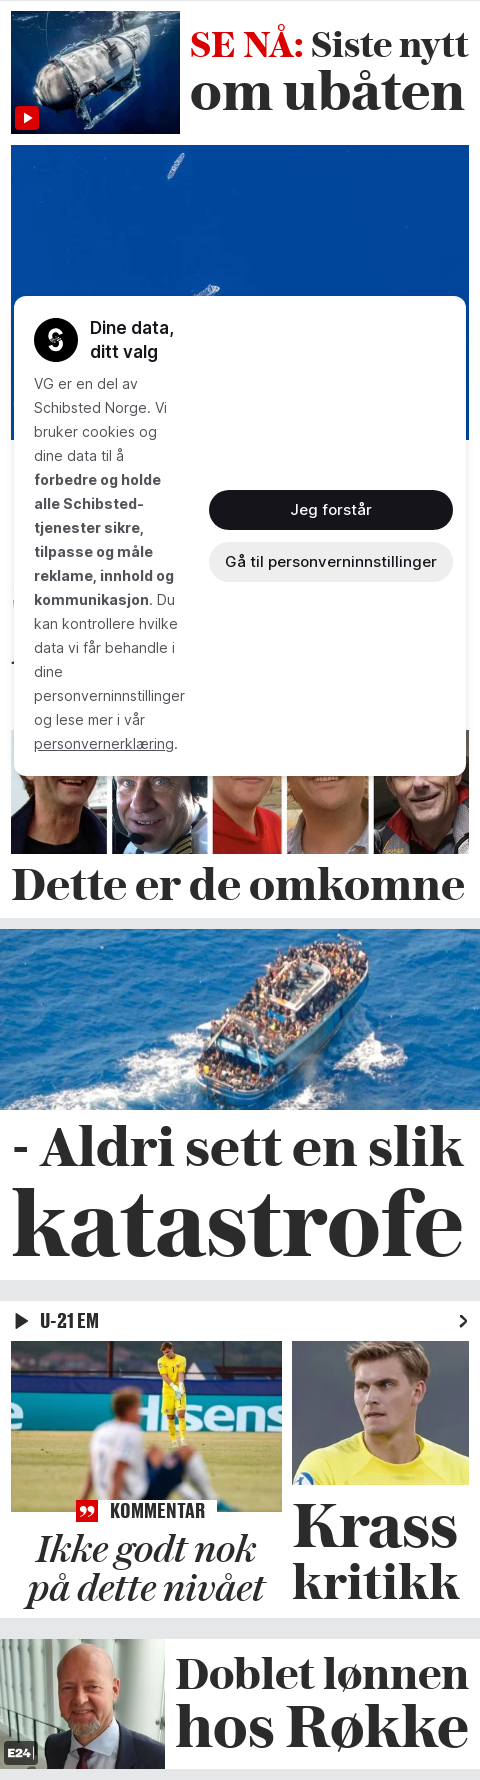 SE NÅ: Siste nytt
om ubåten
Dine data,
ditt valg
VG er en del av
Schibsted Norge. Vi
bruker cookies og
dine data til å
forbedre og holde
alle Schibsted-
tjenester sikre,
tilpasse og måle
reklame, innhold og
kommunikasjon. Du
kan kontrollere hvilke
data vi får behandle i
dine
personverninnstillinger
og lese mer i vår
personvernerklæring.
Jeg forstår
Gå til personverninnstillinger
Dette er de omkomne
- Aldri sett en slik
katastrofe
U-21 EM
Hisens
KOMMENTAR
Ikke godt nok
på dette nivået
Krass
kritikk
E24
Doblet lønnen
hos Røkke